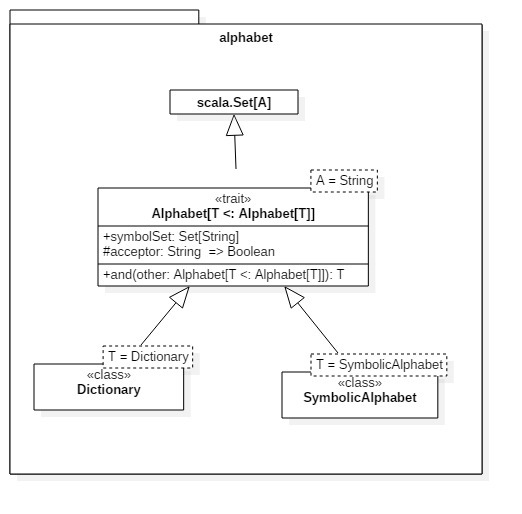 alphabet
scala.Set[A]
A = String
«trait»
Alphabet[T <: Alphabet[T]]
+symbolSet: Set[String]
#acceptor: String => Boolean
+and(other: Alphabet[T <: Alphabet[T]]): T
T = Dictionary
«class»
Dictionary
T = SymbolicAlphabet
«class»
SymbolicAlphabet